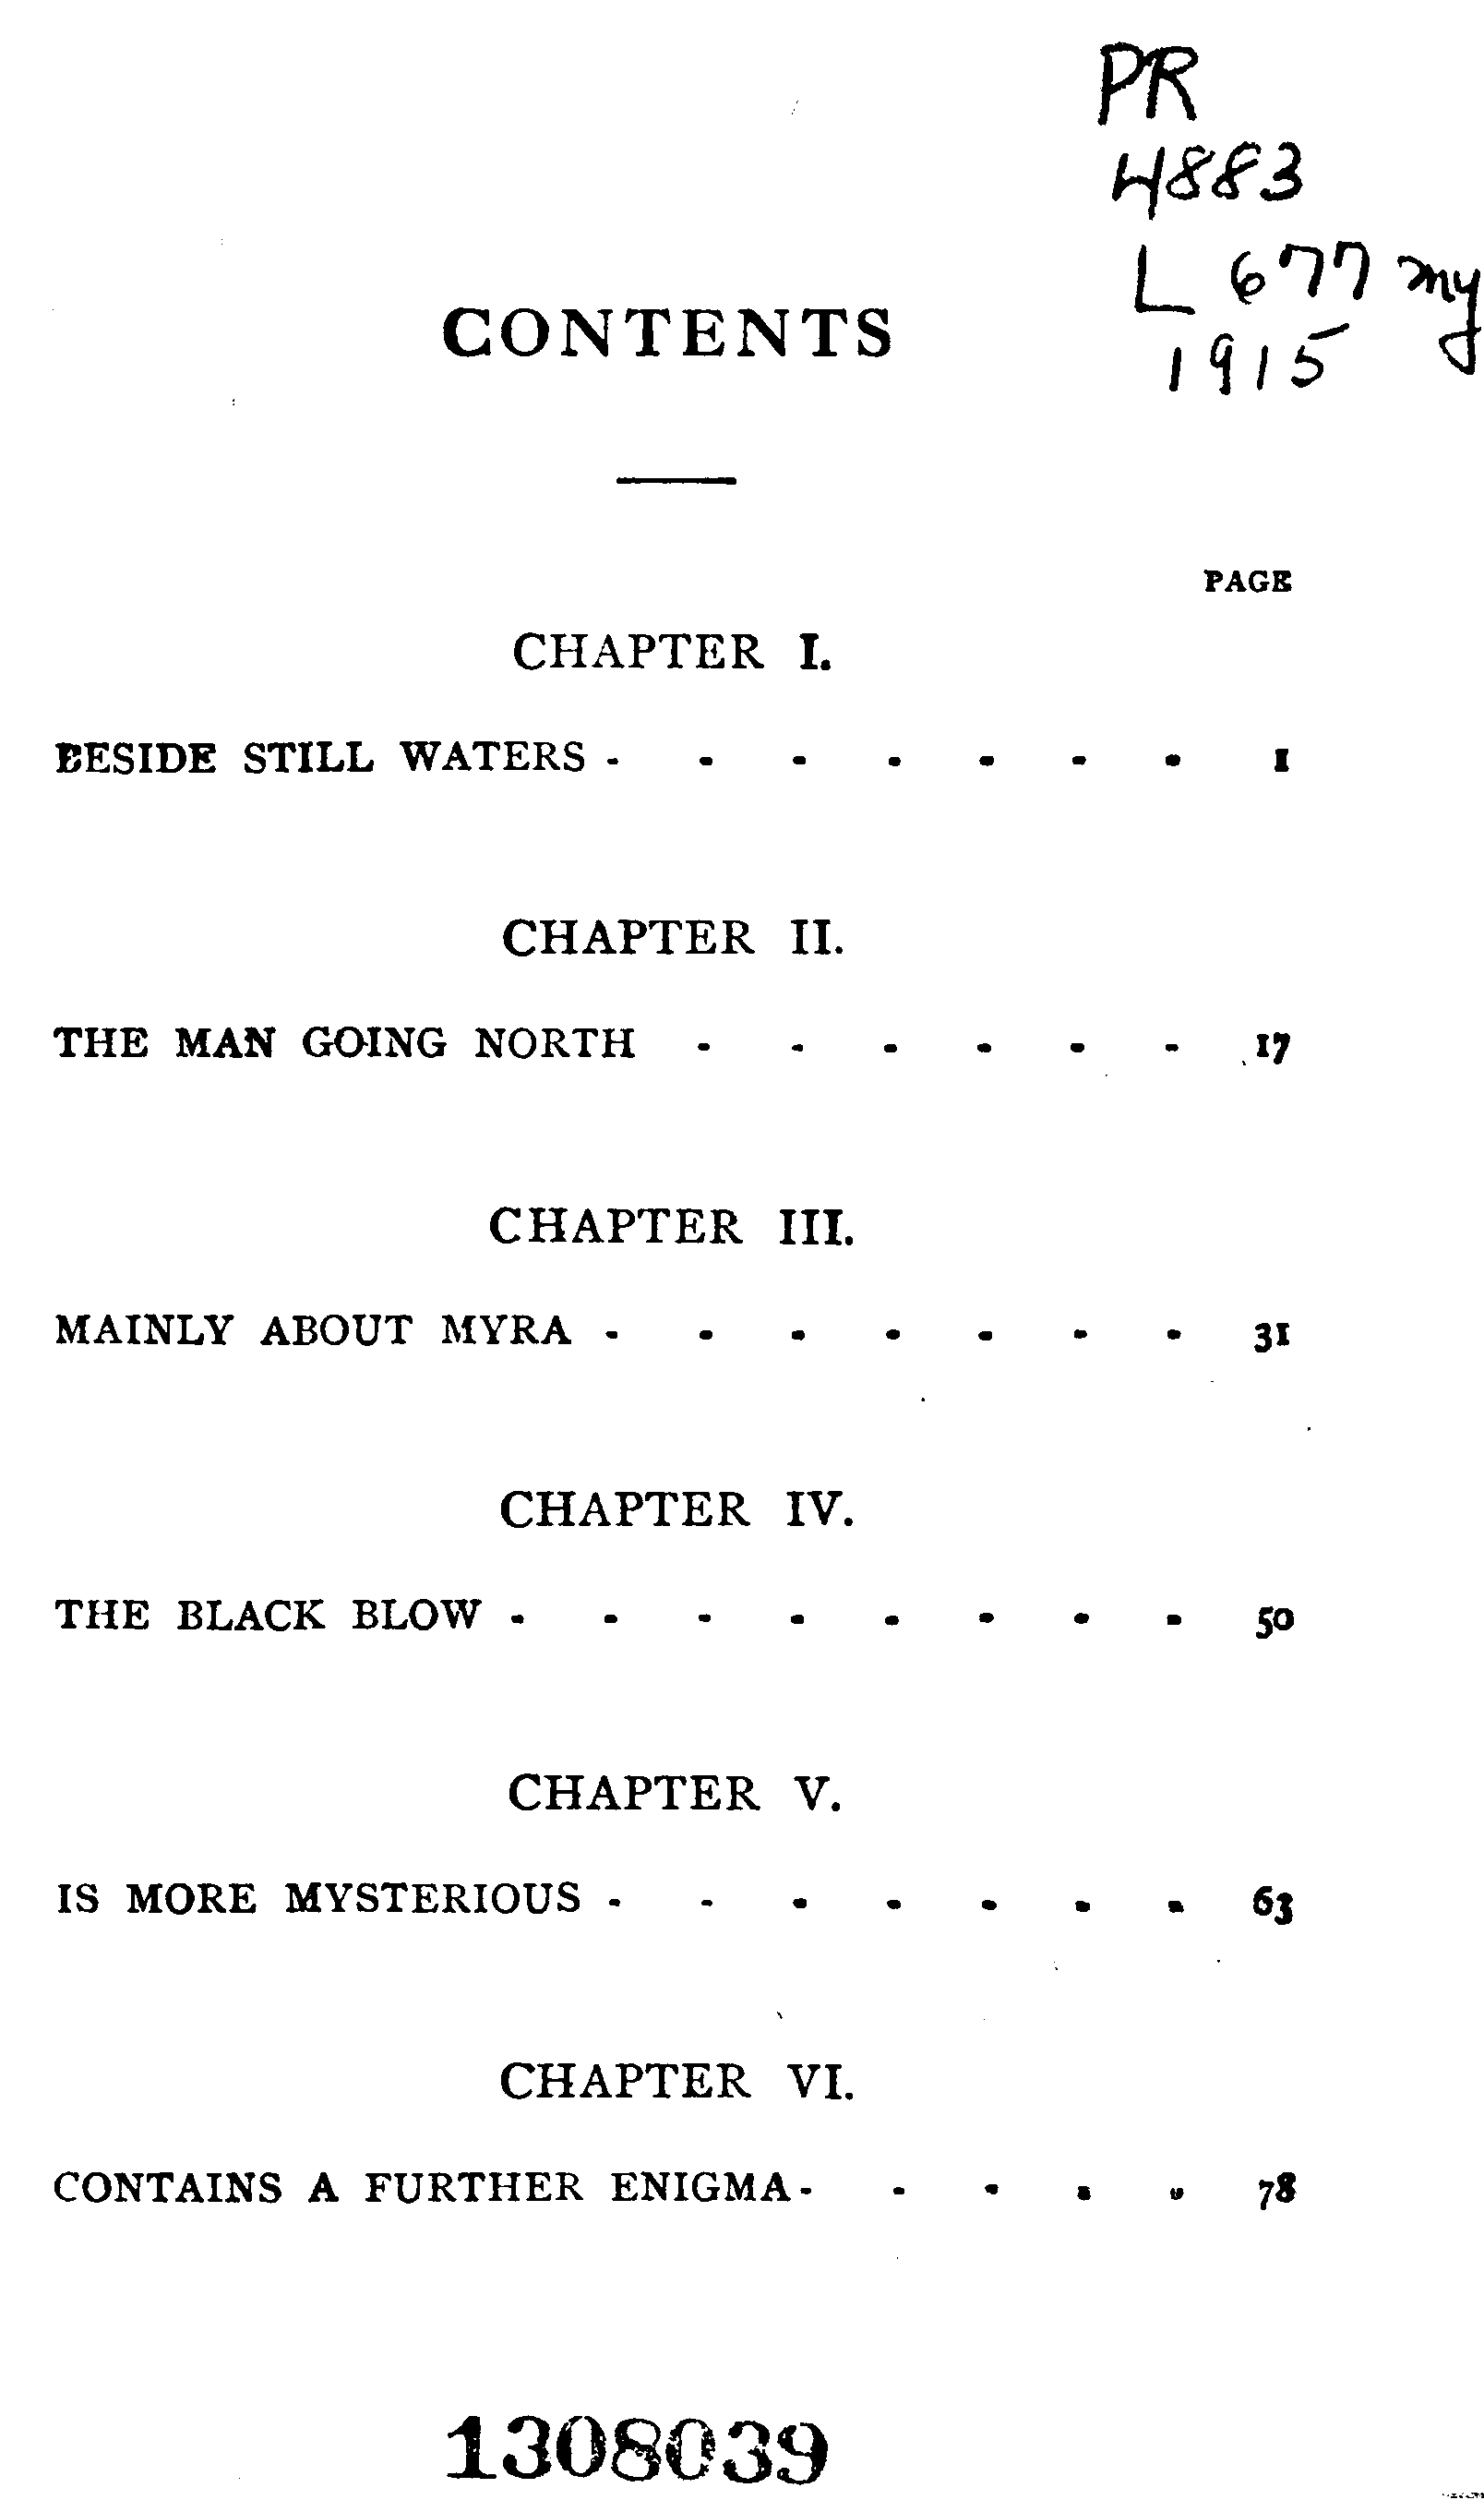 PR
4883
L677my
1915
CONTENTS
PAGE
CHAPTER I.
BESIDE STILL WATERS - - - - - - - 1
CHAPTER II.
THE MAN GOING NORTH - - - - - - 17
CHAPTER III.
MAINLY ABOUT MYRA - - - - - - - 31
CHAPTER IV.
THE BLACK BLOW - - - - - - - - 50
CHAPTER V.
IS MORE MYSTERIOUS - - - - - - - 63
CHAPTER VI.
CONTAINS A FURTHER ENIGMA - - - - - 78
1308039